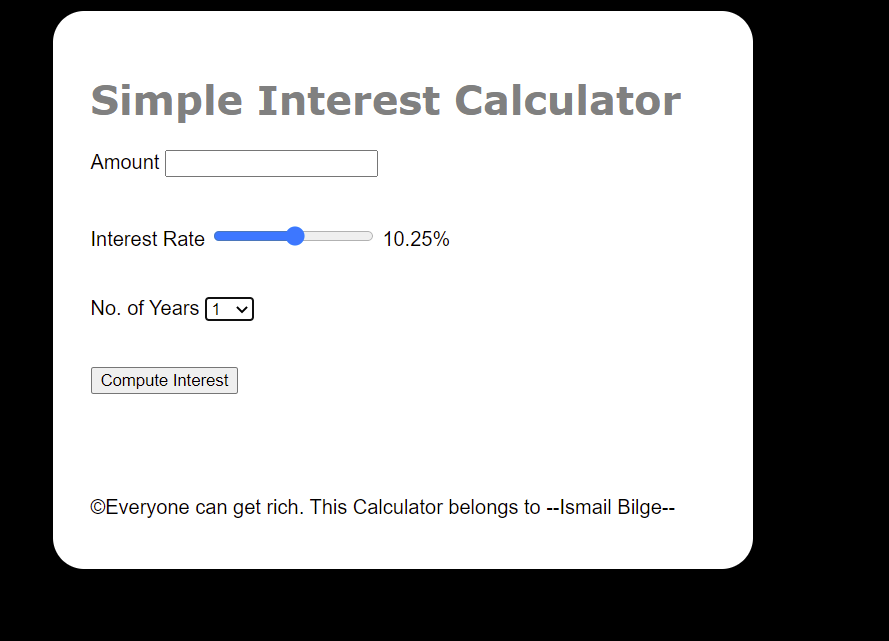 Simple Interest Calculator
Amount
Interest Rate 10.25%
No. of Years 1
Compute Interest
©Everyone can get rich. This Calculator belongs to --Ismail Bilge--